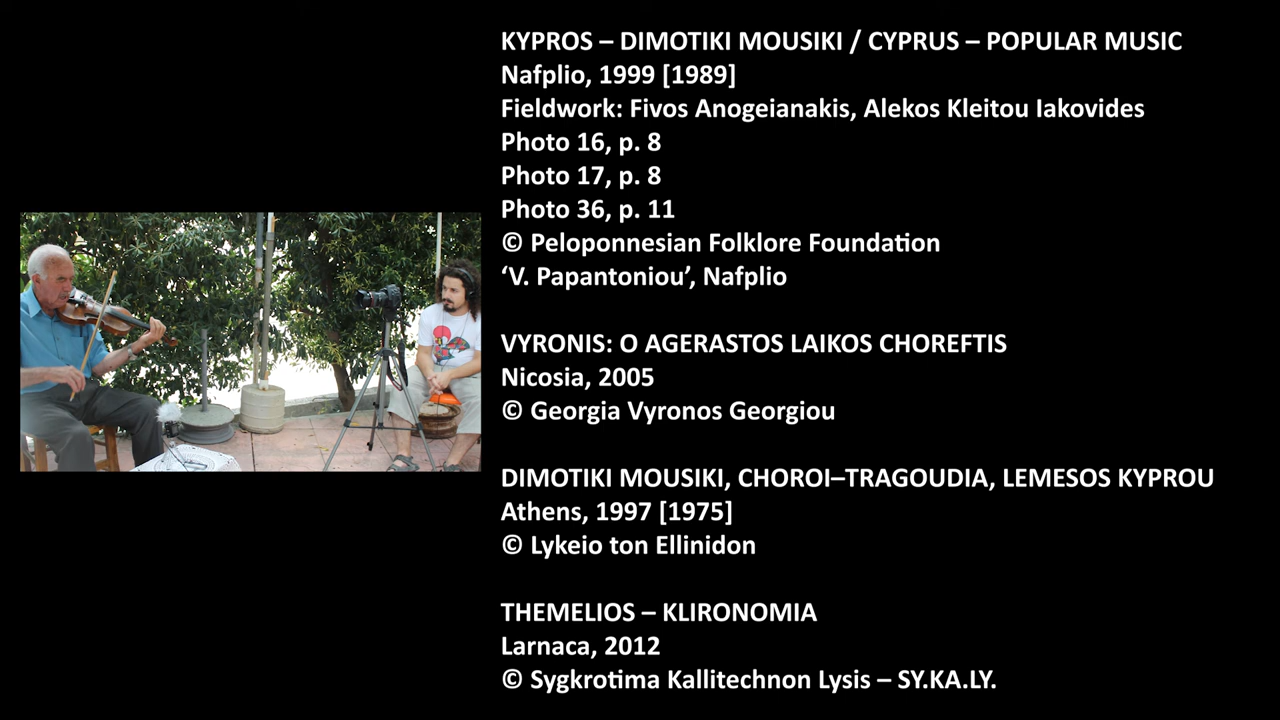 KYPROS – DIMOTIKI MOUSIKI / CYPRUS – POPULAR MUSIC
Nafplio, 1999 [1989]
Fieldwork: Fivos Anogeianakis, Alekos Kleitou Iakovides
Photo 16, p. 8
Photo 17, p. 8
Photo 36, p. 11
© Peloponnesian Folklore Foundation
‘V. Papantoniou’, Nafplio
VYRONIS: O AGERASTOS LAIKOS CHOREFTIS
Nicosia, 2005
© Georgia Vyronos Georgiou
DIMOTIKI MOUSIKI, CHOROI–TRAGOUDIA, LEMESOS KYPROU
Athens, 1997 [1975]
© Lykeio ton Ellinidon
THEMELIOS – KLIRONOMIA
Larnaca, 2012
© Sygkrotima Kallitechnon Lysis – SY.KA.LY.